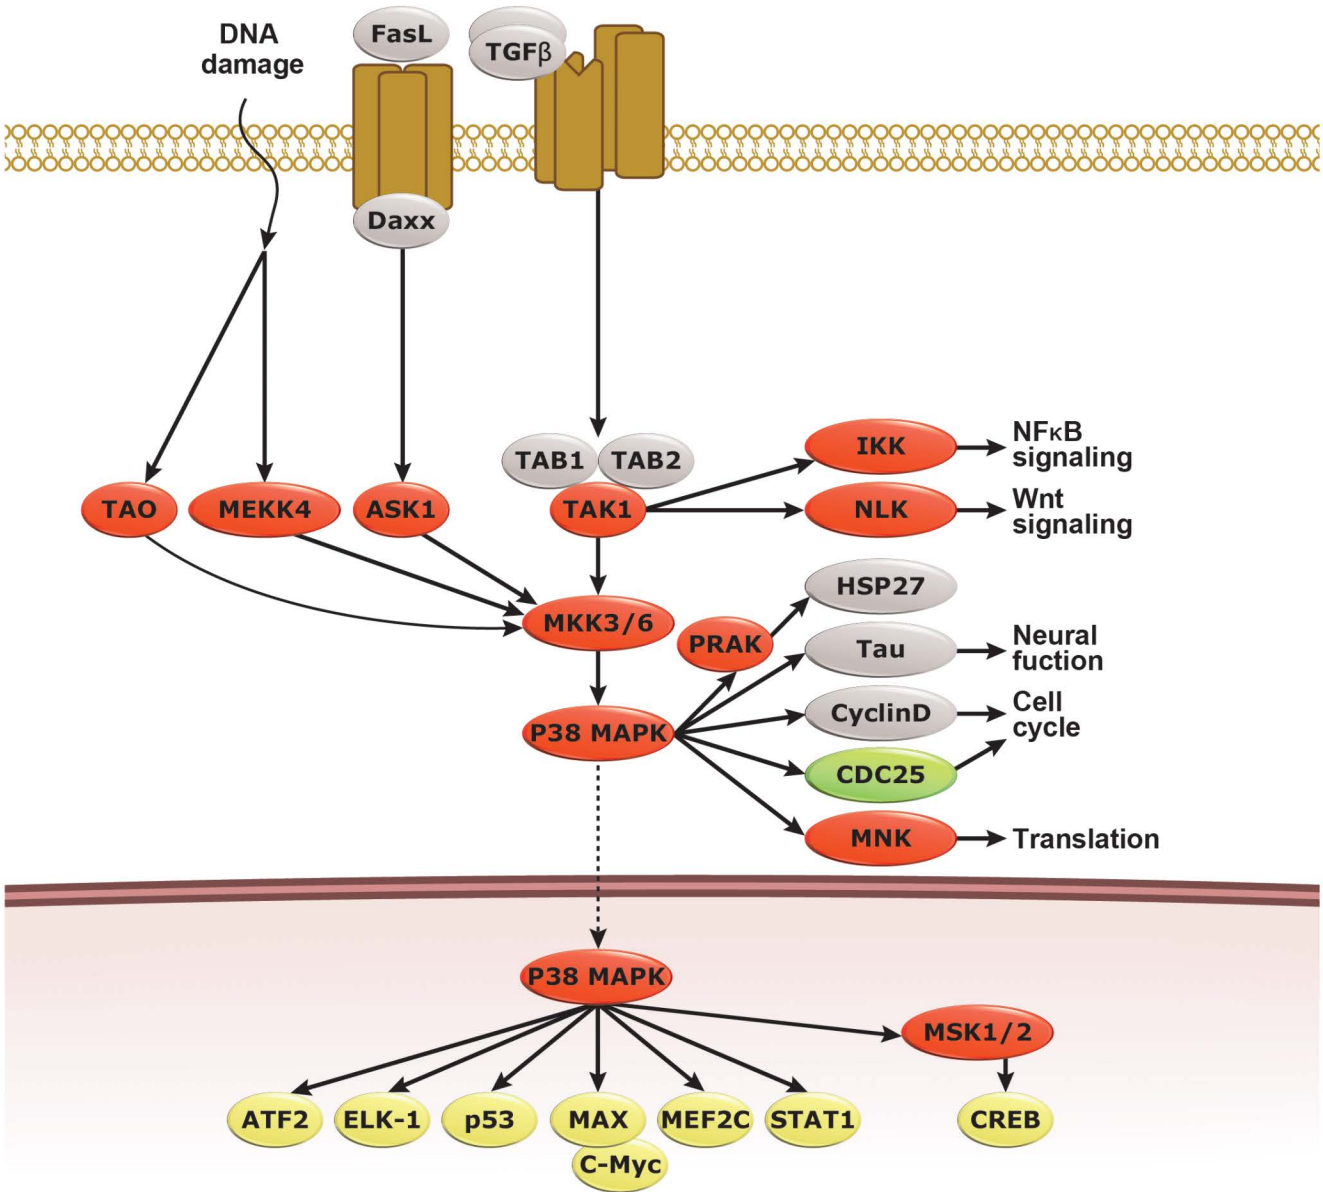 DNA
damage
FasL
TGFβ
Daxx
TAB1
TAB2
IKK
NFκB
signaling
TAO
MEKK4
ASK1
TAK1
NLK
Wnt
signaling
HSP27
MKK3/6
PRAK
Tau
Neural
fuction
P38 MAPK
CyclinD
Cell
cycle
CDC25
MNK
Translation
P38 MAPK
MSK1/2
ATF2
ELK-1
p53
MAX
MEF2C
STAT1
CREB
C-Myc